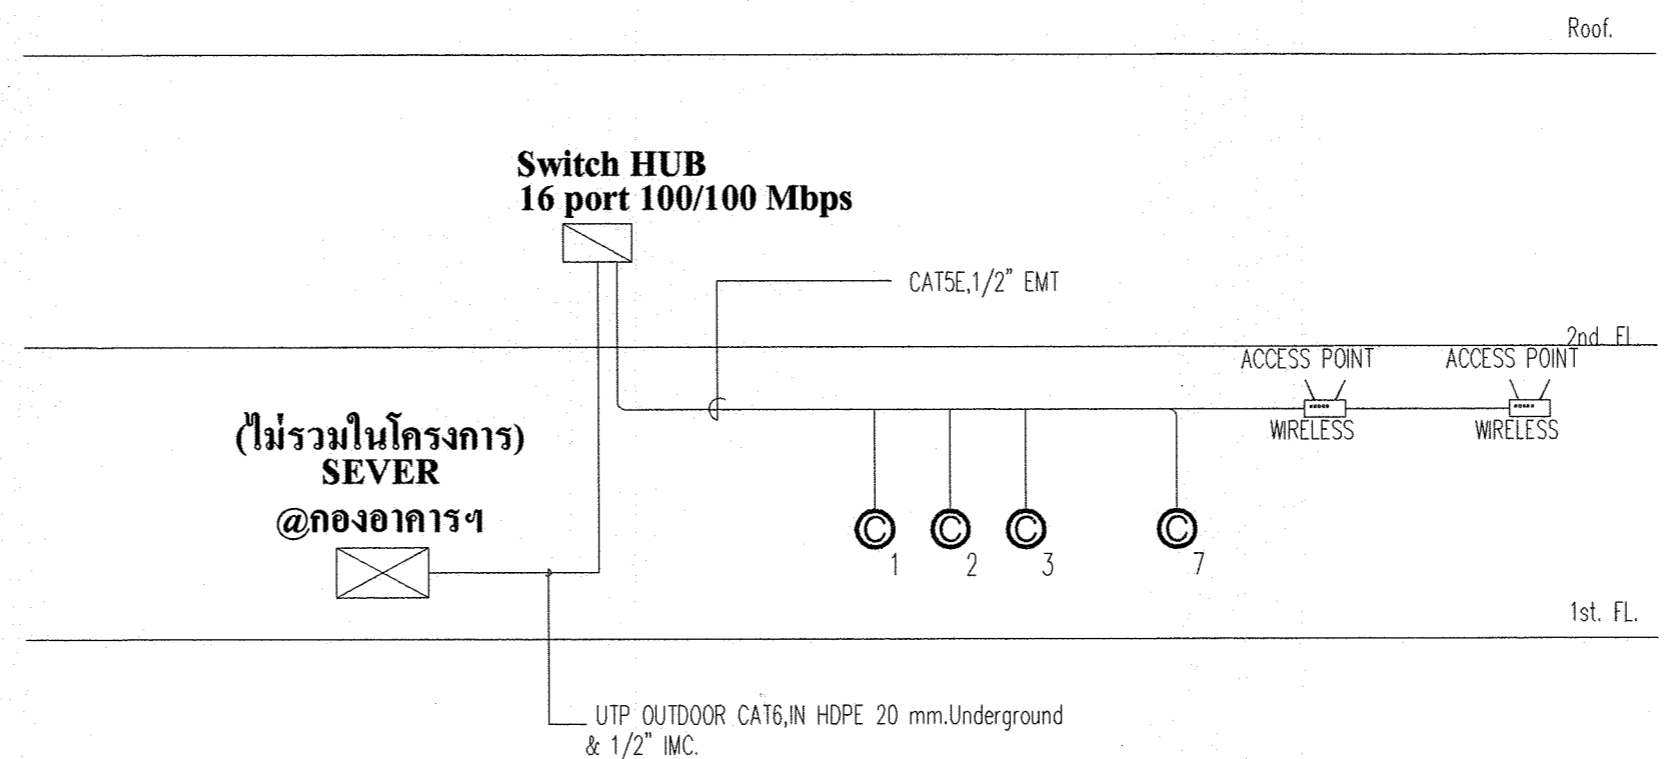 Roof.
Switch HUB
16 port 100/100 Mbps
CAT5E,1/2" EMT
2nd. Fl.
ACCESS POINT
ACCESS POINT
WIRELESS
WIRELESS
(ไม่รวมในโครงการ)
SEVER
@กองอาคารฯ
C
C
C
C
1
2
3
7
1st. FL.
UTP OUTDOOR CAT6,IN HDPE 20 mm.Underground
& 1/2" IMC.